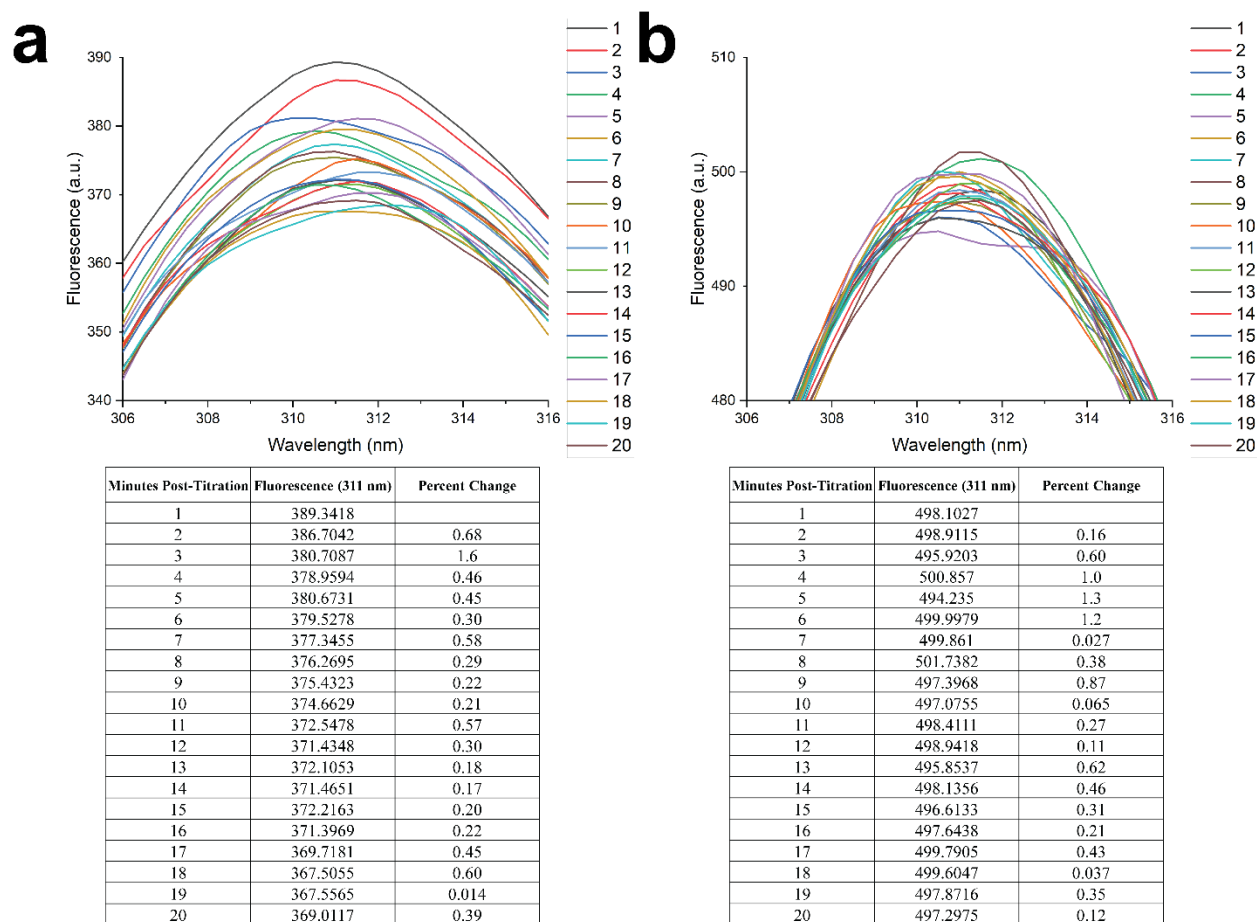 a
390
380
370
360
350
340
Fluorescence (a.u.)
306 308 310 312 314 316
Wavelength (nm)
1
2
3
4
5
6
7
8
9
10
11
12
13
14
15
16
17
18
19
20
b
510
500
490
480
Fluorescence (a.u.)
306 308 310 312 314 316
Wavelength (nm)
1
2
3
4
5
6
7
8
9
10
11
12
13
14
15
16
17
18
19
20
Minutes Post-Titration Fluorescence (311 nm) Percent Change
1 389.3418
2 386.7042 0.68
3 380.7087 1.6
4 378.9594 0.46
5 380.6731 0.45
6 379.5278 0.30
7 377.3455 0.58
8 376.2695 0.29
9 375.4323 0.22
10 374.6629 0.21
11 372.5478 0.57
12 371.4348 0.30
13 372.1053 0.18
14 371.4651 0.17
15 372.2163 0.20
16 371.3969 0.22
17 369.7181 0.45
18 367.5055 0.60
19 367.5565 0.014
20 369.0117 0.39
Minutes Post-Titration Fluorescence (311 nm) Percent Change
1 498.1027
2 498.9115 0.16
3 495.9203 0.60
4 500.857 1.0
5 494.235 1.3
6 499.9979 1.2
7 499.861 0.027
8 501.7382 0.38
9 497.3968 0.87
10 497.0755 0.065
11 498.4111 0.27
12 498.9418 0.11
13 495.8537 0.62
14 498.1356 0.46
15 496.6133 0.31
16 497.6438 0.21
17 499.7905 0.43
18 499.6047 0.037
19 497.8716 0.35
20 497.2975 0.12